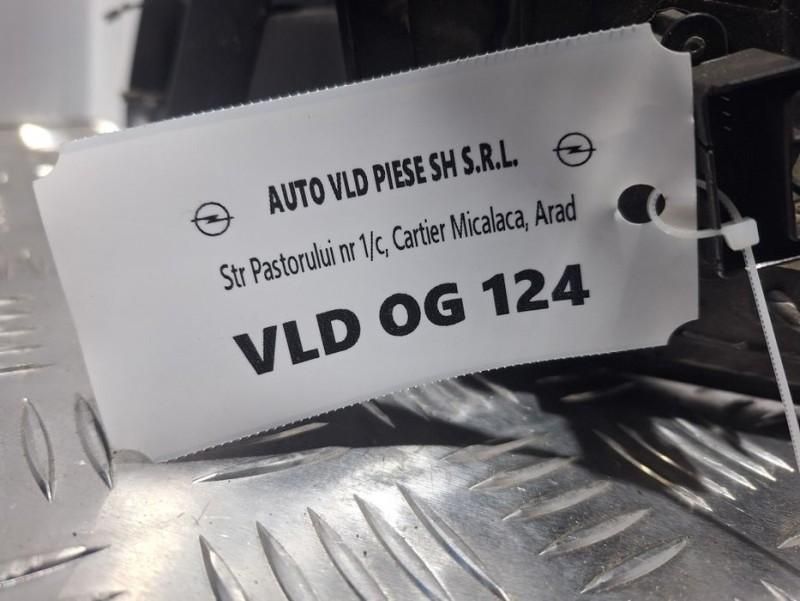 AUTO VLD PIESE SH S.R.L.
Str Pastorului nr 1/c, Cartier Micalaca, Arad
VLD OG 124